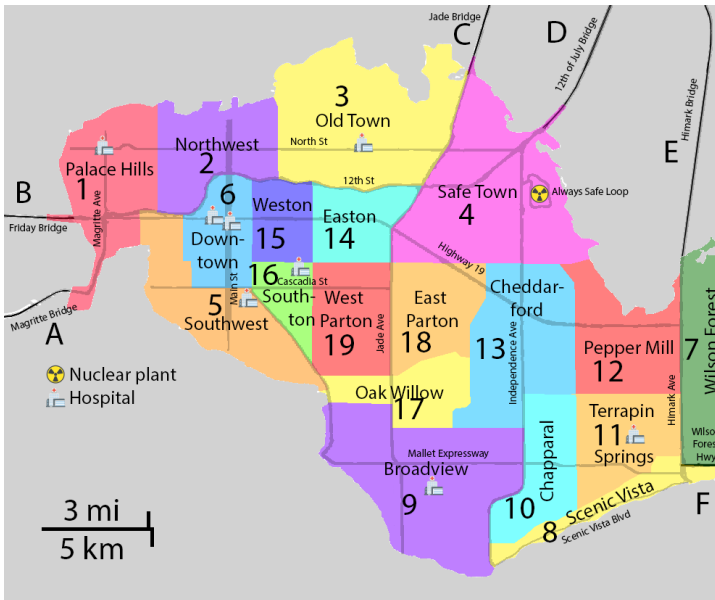 Jade Bridge
C
D
12th of July Bridge
3
Old Town
Himark Bridge
Northwest
2
North St
Palace Hills
1
E
12th St
B
6
Weston
Safe Town
4
Always Safe Loop
Magritte Ave
Easton
Friday Bridge
15
14
Down-
town
Highway 19
16
Cascadia St
Main St
South-
ton
West
Parton
19
Jade Ave
East
Parton
18
Cheddar-
ford
13
Independence Ave
Wilson Forest
7
Magritte Bridge
A
5
Southwest
Pepper Mill
12
Nuclear plant
Hospital
Oak Willow
17
Himark Ave
Terrapin
11
Springs
Wilso
Fores
Hwy
Mallet Expressway
Broadview
9
Chapparal
10
Scenic Vista
8
Scenic Vista Blvd
F
3 mi
5 km